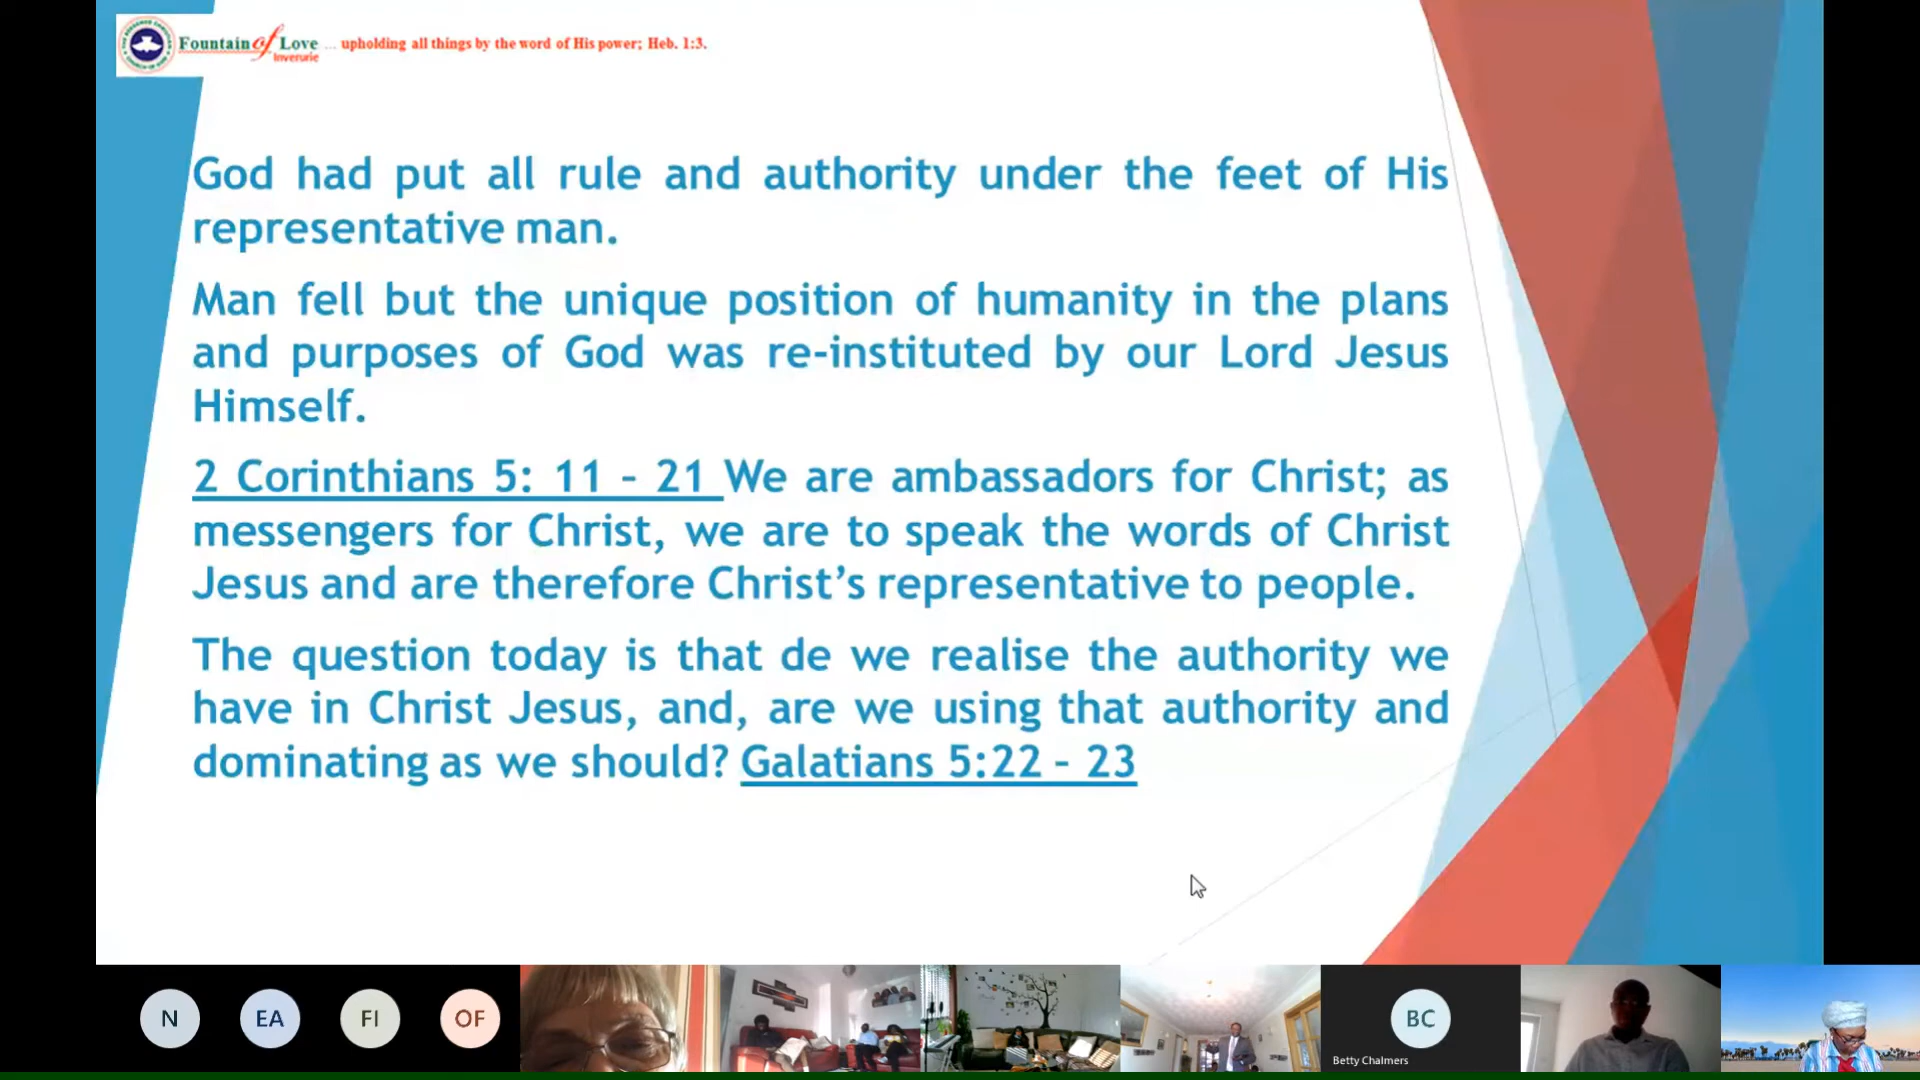 Fountain of Love ... upholding all things by the word of His power; Heb. 1:3.
Inverurie
God had put all rule and authority under the feet of His
representative man.
Man fell but the unique position of humanity in the plans
and purposes of God was re-instituted by our Lord Jesus
Himself.
2 Corinthians 5: 11 – 21 We are ambassadors for Christ; as
messengers for Christ, we are to speak the words of Christ
Jesus and are therefore Christ’s representative to people.
The question today is that de we realise the authority we
have in Christ Jesus, and, are we using that authority and
dominating as we should? Galatians 5:22 – 23
N EA FI OF BC
Betty Chalmers